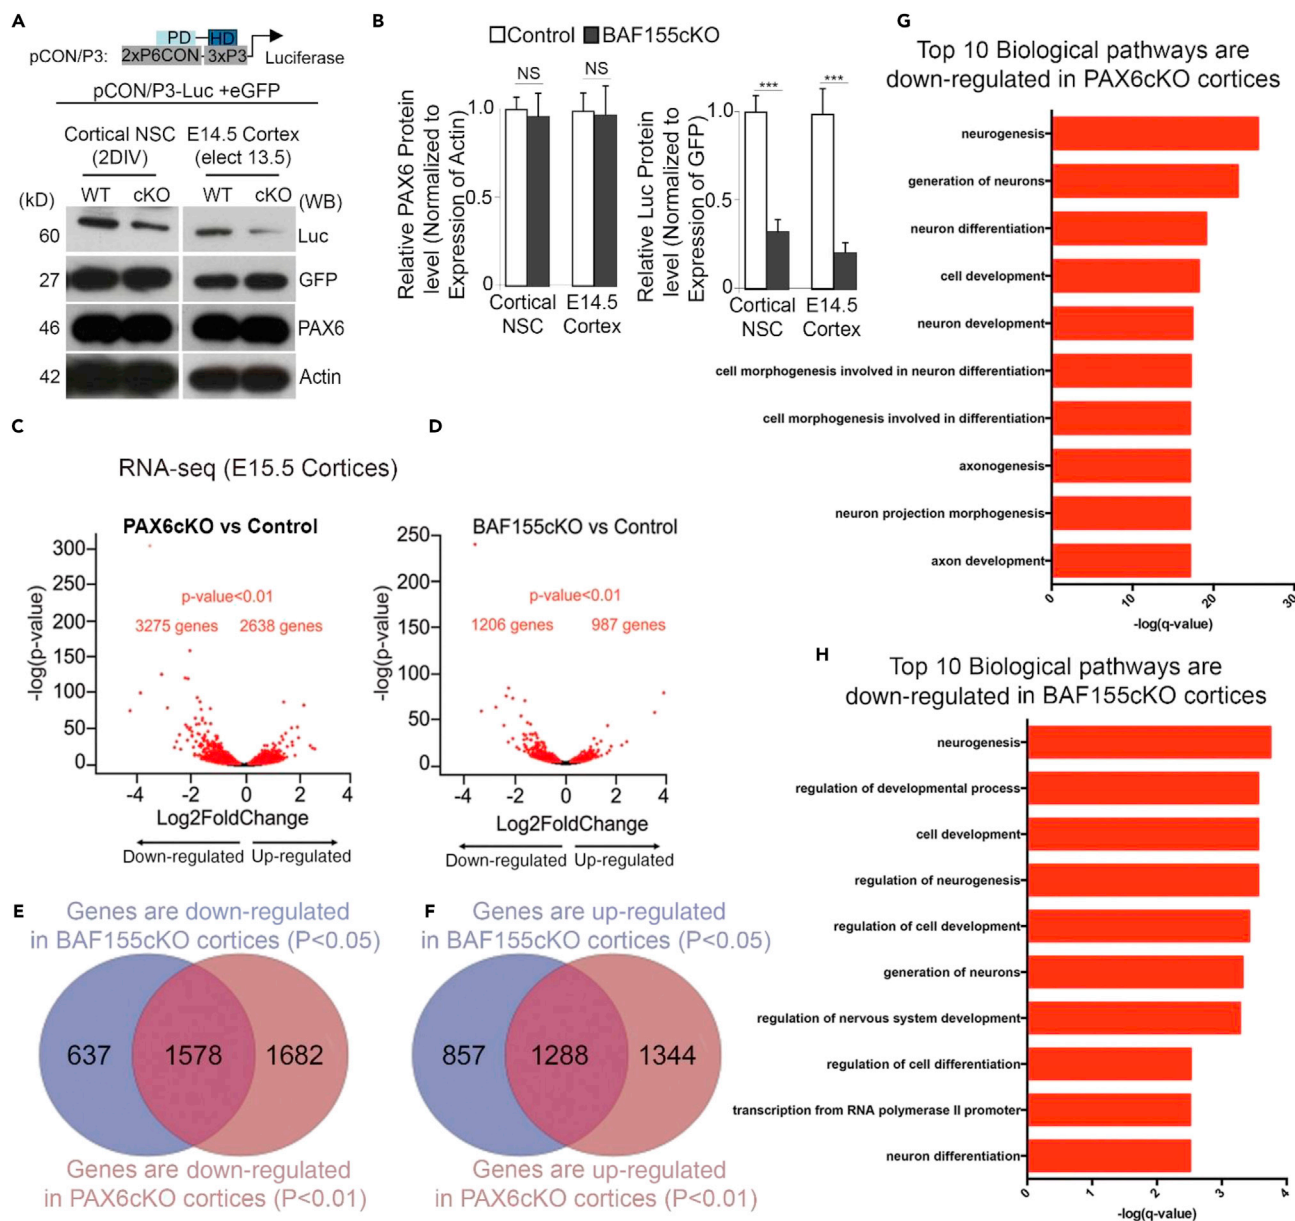 A
PD
HD
pCON/P3:
2xP6CON
3xP3
Luciferase
pCON/P3-Luc +eGFP
Cortical NSC
(2DIV)
E14.5 Cortex
(elect 13.5)
(kD)
WT
cKO
WT
cKO
(WB)
60
Luc
27
GFP
46
PAX6
42
Actin
B
Control
BAF155cKO
Relative PAX6 Protein
level (Normalized to
Expression of Actin)
NS
NS
1.0
0.5
0
Cortical
NSC
E14.5
Cortex
Relative Luc Protein
level (Normalized to
Expression of GFP)
***
***
1.0
0.5
0
Cortical
NSC
E14.5
Cortex
C
D
RNA-seq (E15.5 Cortices)
PAX6cKO vs Control
-log(p-value)
300
250
200
150
100
50
0
p-value<0.01
3275 genes
2638 genes
-4
-2
0
2
4
Log2FoldChange
Down-regulated
Up-regulated
BAF155cKO vs Control
-log(p-value)
250
200
150
100
50
0
p-value<0.01
1206 genes
987 genes
-4
-2
0
2
4
Log2FoldChange
Down-regulated
Up-regulated
E
Genes are down-regulated
in BAF155cKO cortices (P<0.05)
637
1578
1682
Genes are down-regulated
in PAX6cKO cortices (P<0.01)
F
Genes are up-regulated
in BAF155cKO cortices (P<0.05)
857
1288
1344
Genes are up-regulated
in PAX6cKO cortices (P<0.01)
G
Top 10 Biological pathways are
down-regulated in PAX6cKO cortices
neurogenesis
generation of neurons
neuron differentiation
cell development
neuron development
cell morphogenesis involved in neuron differentiation
cell morphogenesis involved in differentiation
axonogenesis
neuron projection morphogenesis
axon development
0
10
20
30
-log(q-value)
H
Top 10 Biological pathways are
down-regulated in BAF155cKO cortices
neurogenesis
regulation of developmental process
cell development
regulation of neurogenesis
regulation of cell development
generation of neurons
regulation of nervous system development
regulation of cell differentiation
transcription from RNA polymerase II promoter
neuron differentiation
0
1
2
3
4
-log(q-value)